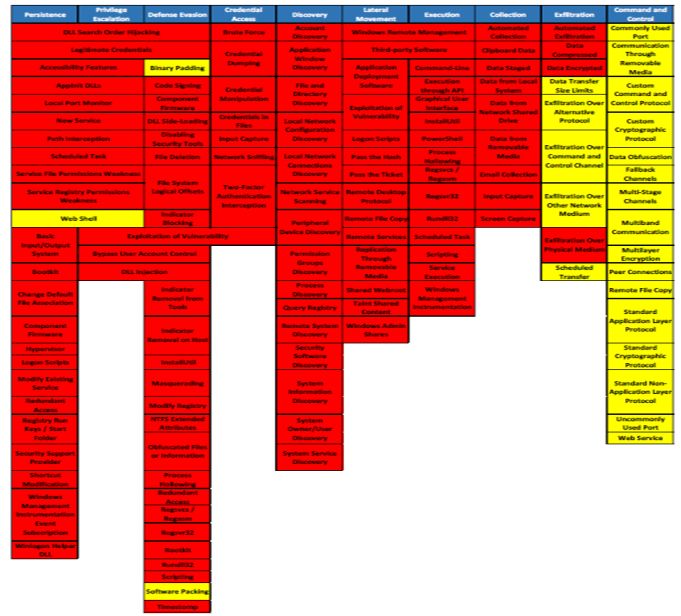 Persistence
Privilege
Escalation
Defense Evasion
Credential
Access
Discovery
Lateral
Movement
Execution
Collection
Exfiltration
Command and
Control
DLL Search Order Hijacking
Legitimate Credentials
Accessibility Features
AppInit DLLs
Local Port Monitor
New Service
Path Interception
Scheduled Task
Service File Permissions Weakness
Service Registry Permissions
Weakness
Web Shell
Basic
Input/Output
System
Bootkit
Change Default
File Association
Component
Firmware
Hypervisor
Logon Scripts
Modify Existing
Service
Redundant
Access
Registry Run
Keys / Start
Folder
Security Support
Provider
Shortcut
Modification
Windows
Management
Instrumentation
Event
Subscription
Winlogon Helper
DLL
Exploitation of Vulnerability
Bypass User Account Control
DLL Injection
Binary Padding
Code Signing
Component
Firmware
DLL Side-Loading
Disabling
Security Tools
File Deletion
File System
Logical Offsets
Indicator
Blocking
Indicator
Removal from
Tools
Indicator
Removal on Host
InstallUtil
Masquerading
Modify Registry
NTFS Extended
Attributes
Obfuscated Files
or Information
Process
Hollowing
Redundant
Access
Regsvcs /
Regasm
Regsvr32
Rootkit
Rundll32
Scripting
Software Packing
Timestomp
Brute Force
Credential
Dumping
Credential
Manipulation
Credentials in
Files
Input Capture
Network Sniffing
Two-Factor
Authentication
Interception
Account
Discovery
Application
Window
Discovery
File and
Directory
Discovery
Local Network
Configuration
Discovery
Local Network
Connections
Discovery
Network Service
Scanning
Peripheral
Device Discovery
Permission
Groups
Discovery
Process
Discovery
Query Registry
Remote System
Discovery
Security
Software
Discovery
System
Information
Discovery
System
Owner/User
Discovery
System Service
Discovery
Windows Remote Management
Third-party Software
Application
Deployment
Software
Exploitation of
Vulnerability
Logon Scripts
Pass the Hash
Pass the Ticket
Remote Desktop
Protocol
Remote File Copy
Remote Services
Replication
Through
Removable
Media
Shared Webroot
Taint Shared
Content
Windows Admin
Shares
Command-Line
Execution
through API
Graphical User
Interface
InstallUtil
PowerShell
Process
Hollowing
Regsvcs /
Regasm
Regsvr32
Rundll32
Scheduled Task
Scripting
Service
Execution
Windows
Management
Instrumentation
Automated
Collection
Clipboard Data
Data Staged
Data from Local
System
Data from
Network Shared
Drive
Data from
Removable
Media
Email Collection
Input Capture
Screen Capture
Automated
Exfiltration
Data
Compressed
Data Encrypted
Data Transfer
Size Limits
Exfiltration Over
Alternative
Protocol
Exfiltration Over
Command and
Control Channel
Exfiltration Over
Other Network
Medium
Exfiltration Over
Physical Medium
Scheduled
Transfer
Commonly Used
Port
Communication
Through
Removable
Media
Custom
Command and
Control Protocol
Custom
Cryptographic
Protocol
Data Obfuscation
Fallback
Channels
Multi-Stage
Channels
Multiband
Communication
Multilayer
Encryption
Peer Connections
Remote File Copy
Standard
Application Layer
Protocol
Standard
Cryptographic
Protocol
Standard Non-
Application Layer
Protocol
Uncommonly
Used Port
Web Service